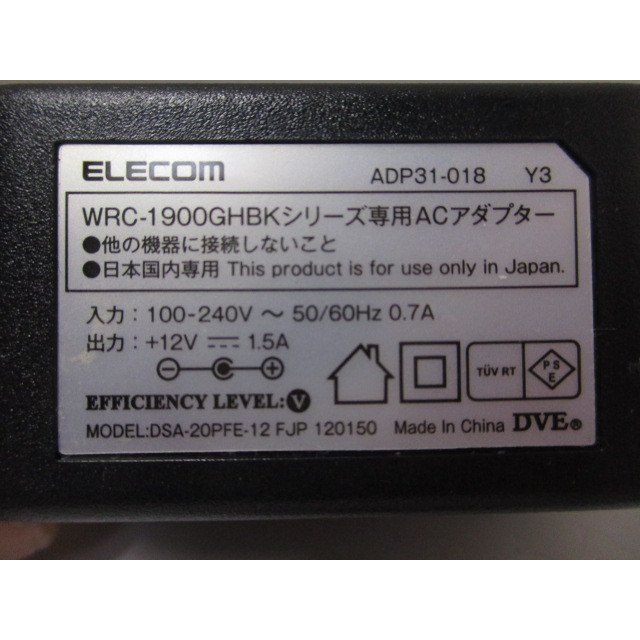 ELECOM ADP31-018 Y3
WRC-1900GHBKシリーズ専用ACアダプター
●他の機器に接続しないこと
●日本国内専用 This product is for use only in Japan.
入力：100-240V ～ 50/60Hz 0.7A
出力：+12V ⎓ 1.5A
TÜV RT PSE
EFFICIENCY LEVEL:Ⓥ
MODEL:DSA-20PFE-12 FJP 120150 Made In China DVE®